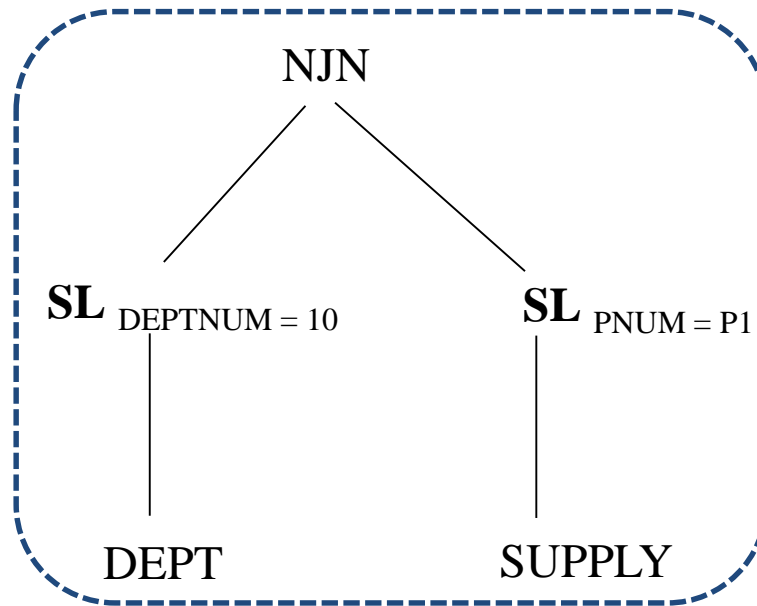 NJN
SL DEPTNUM = 10
SL PNUM = P1
DEPT
SUPPLY